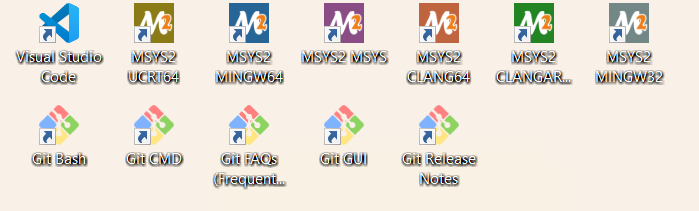 Visual Studio Code
MSYS2 UCRT64
MSYS2 MINGW64
MSYS2 MSYS
MSYS2 CLANG64
MSYS2 CLANGAR...
MSYS2 MINGW32
Git Bash
Git CMD
Git FAQs (Frequent...
Git GUI
Git Release Notes